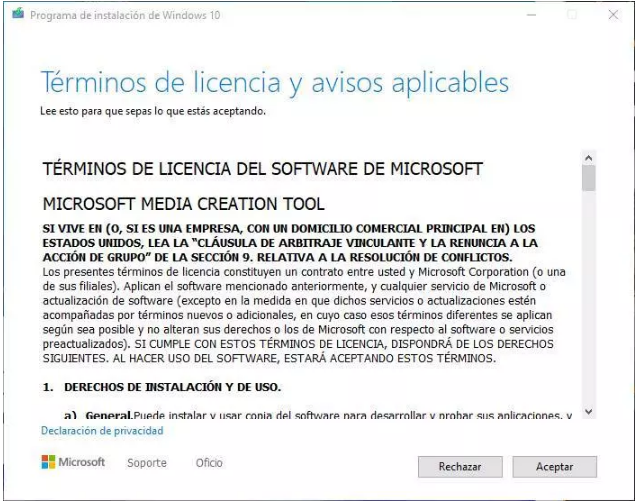 Programa de instalación de Windows 10
Términos de licencia y avisos aplicables
Lee esto para que sepas lo que estás aceptando.
TÉRMINOS DE LICENCIA DEL SOFTWARE DE MICROSOFT
MICROSOFT MEDIA CREATION TOOL
SI VIVE EN (O, SI ES UNA EMPRESA, CON UN DOMICILIO COMERCIAL PRINCIPAL EN) LOS
ESTADOS UNIDOS, LEA LA “CLÁUSULA DE ARBITRAJE VINCULANTE Y LA RENUNCIA A LA
ACCIÓN DE GRUPO” DE LA SECCIÓN 9. RELATIVA A LA RESOLUCIÓN DE CONFLICTOS.
Los presentes términos de licencia constituyen un contrato entre usted y Microsoft Corporation (o una
de sus filiales). Aplican el software mencionado anteriormente, y cualquier servicio de Microsoft o
actualización de software (excepto en la medida en que dichos servicios o actualizaciones estén
acompañadas por términos nuevos o adicionales, en cuyo caso esos términos diferentes se aplican
según sea posible y no alteran sus derechos o los de Microsoft con respecto al software o servicios
preactualizados). SI CUMPLE CON ESTOS TÉRMINOS DE LICENCIA, DISPONDRÁ DE LOS DERECHOS
SIGUIENTES. AL HACER USO DEL SOFTWARE, ESTARÁ ACEPTANDO ESTOS TÉRMINOS.
1. DERECHOS DE INSTALACIÓN Y DE USO.
a) General.Puede instalar y usar copia del software para desarrollar y probar sus aplicaciones, y
Declaración de privacidad
Microsoft Soporte Oficio Rechazar Aceptar